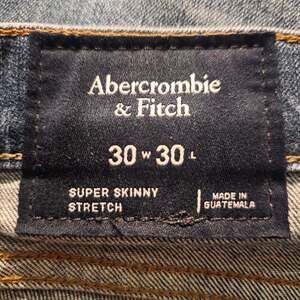 Abercrombie
& Fitch
30 W 30 L
SUPER SKINNY
STRETCH
MADE IN
GUATEMALA